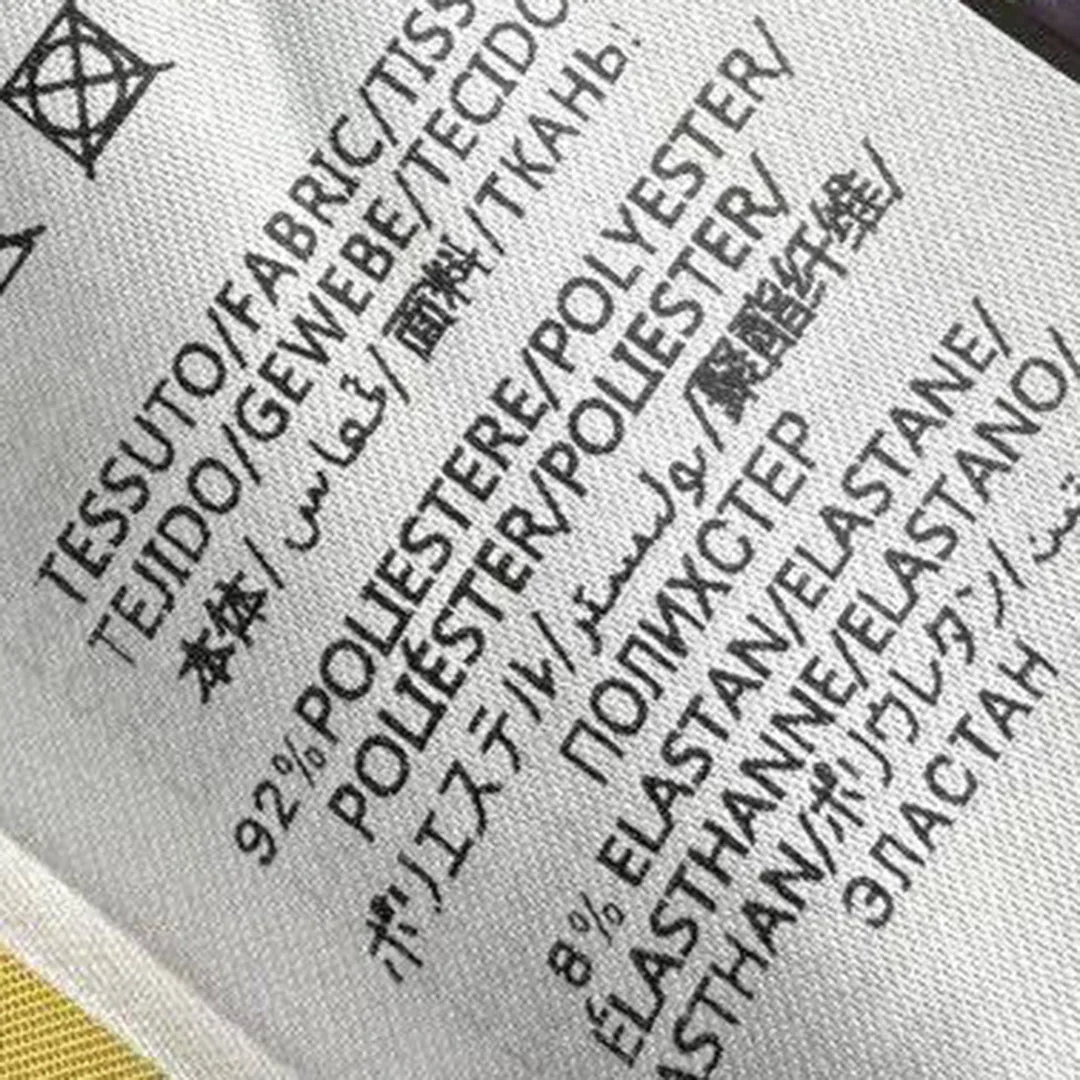 TESSUTO/FABRIC/TISS
TEJIDO/GEWEBE/TECIDO
本体/قماش/面料/ТКАНЬ:
92%POLIESTERE/POLYESTER/
POLIESTER/POLIESTER/
ポリエステル/بوليستر/聚酯纤维/
ПОЛИХСТЕР
8% ELASTAN/ELASTANE/
ÉLASTHANNE/ELASTANO/
ASTHAN/ポリウレタン/
ЭЛАСТАН